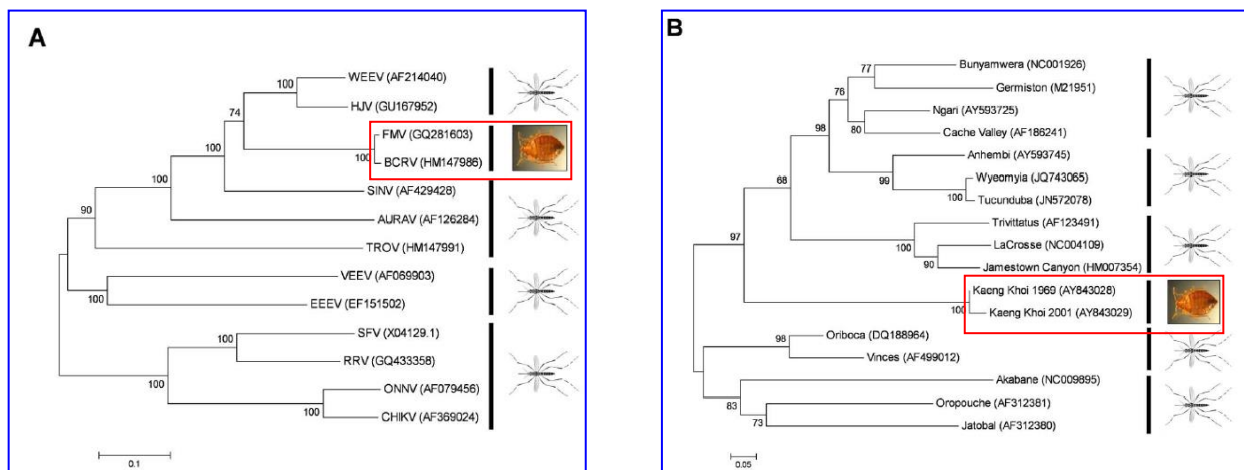 A
WEEV (AF214040)
100
HJV (GU167952)
74
100
FMV (GQ281603)
100
BCRV (HM147986)
100
SINV (AF429428)
90
AURAV (AF126284)
TROV (HM147991)
VEEV (AF069903)
100
EEEV (EF151502)
SFV (X04129.1)
100
RRV (GQ433358)
100
ONNV (AF079456)
100
CHIKV (AF369024)
0.1
B
Bunyamwera (NC001926)
77
Germiston (M21951)
76
Ngari (AY593725)
80
Cache Valley (AF186241)
98
Anhembi (AY593745)
99
Wyeomyia (JQ743065)
100
Tucunduba (JN572078)
68
Trivittatus (AF123491)
100
LaCrosse (NC004109)
90
Jamestown Canyon (HM007354)
97
Kaeng Khoi 1969 (AY843028)
100
Kaeng Khoi 2001 (AY843029)
Oriboca (DQ188964)
98
Vinces (AF499012)
Akabane (NC009895)
83
Oropouche (AF312381)
73
Jatobal (AF312380)
0.05